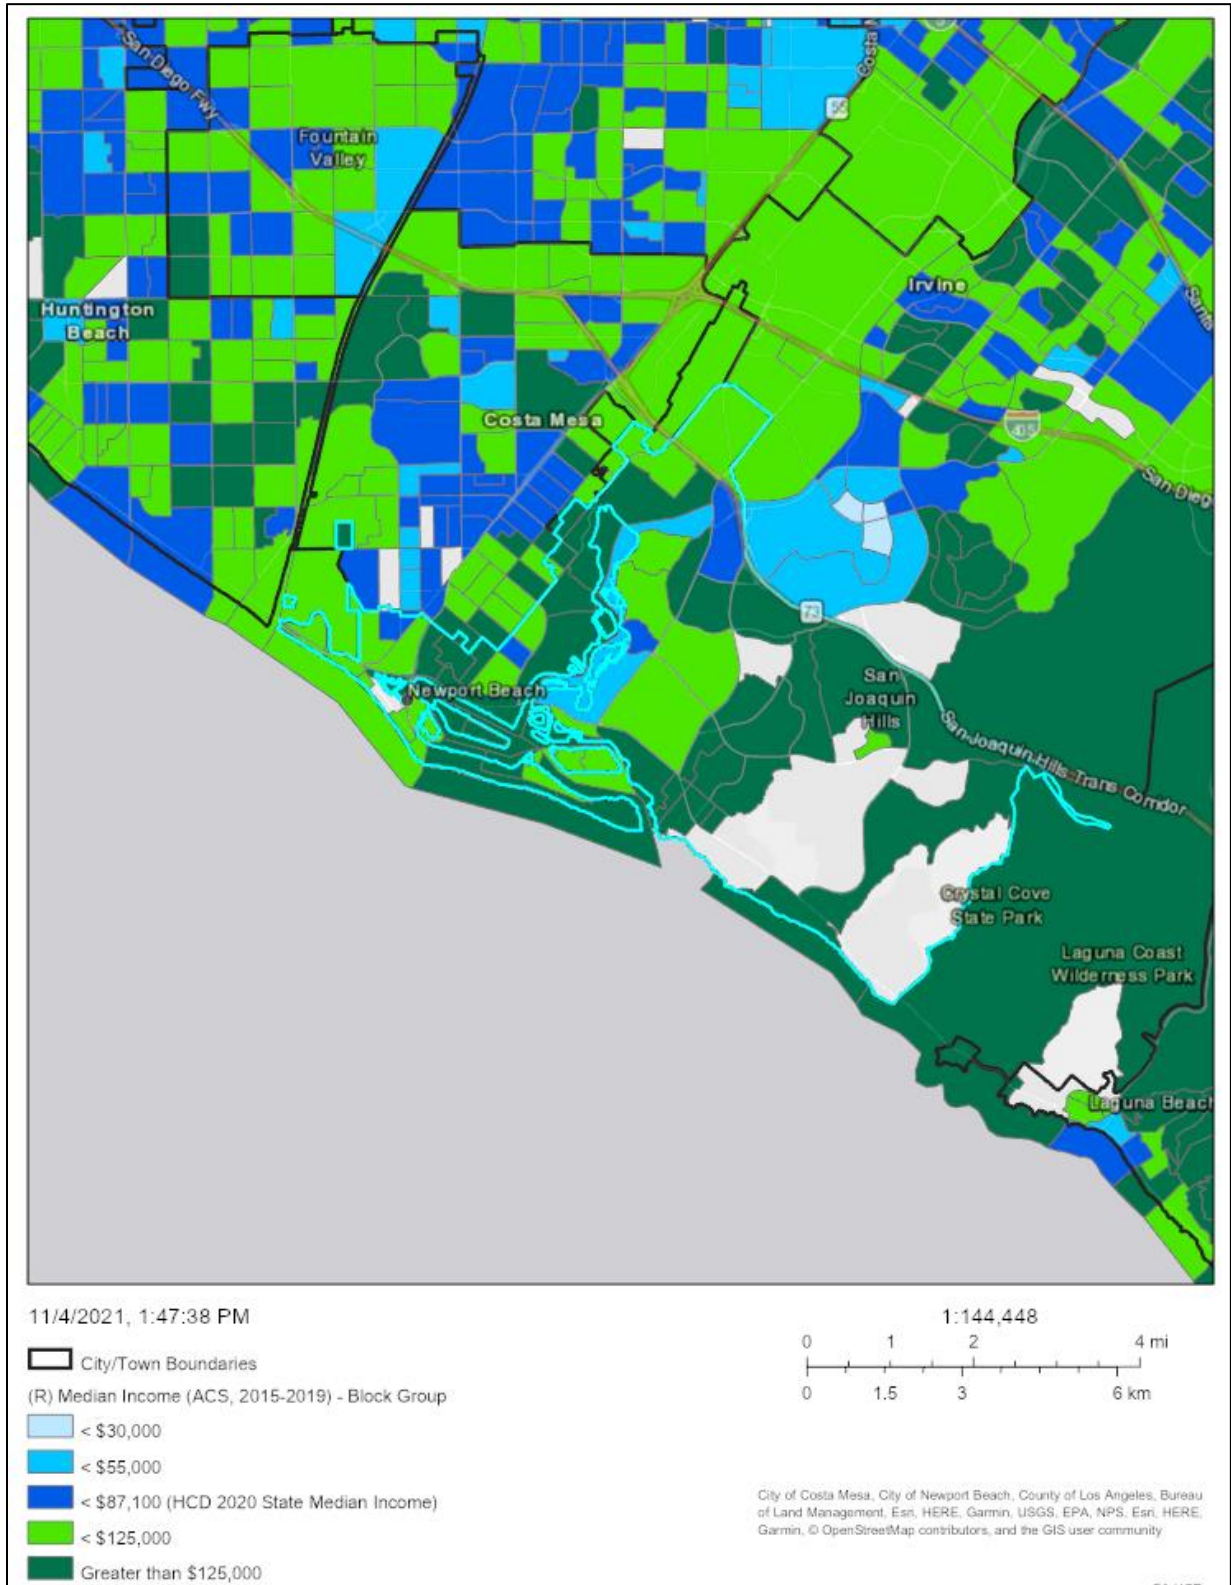 Costa M
San Diego Fwy
55
Fountain
Valley
Irvine
Santa
Huntington
Beach
Costa Mesa
405
San Dieg
73
San
Joaquin
Hills
Newport Beach
San Joaquin Hills Trans Corridor
Crystal Cove
State Park
Laguna Coast
Wilderness Park
Laguna Beach
11/4/2021, 1:47:38 PM
1:144,448
0 1 2 4 mi
0 1.5 3 6 km
City/Town Boundaries
(R) Median Income (ACS, 2015-2019) - Block Group
< $30,000
< $55,000
< $87,100 (HCD 2020 State Median Income)
< $125,000
Greater than $125,000
City of Costa Mesa, City of Newport Beach, County of Los Angeles, Bureau
of Land Management, Esri, HERE, Garmin, USGS, EPA, NPS, Esri, HERE,
Garmin, © OpenStreetMap contributors, and the GIS user community